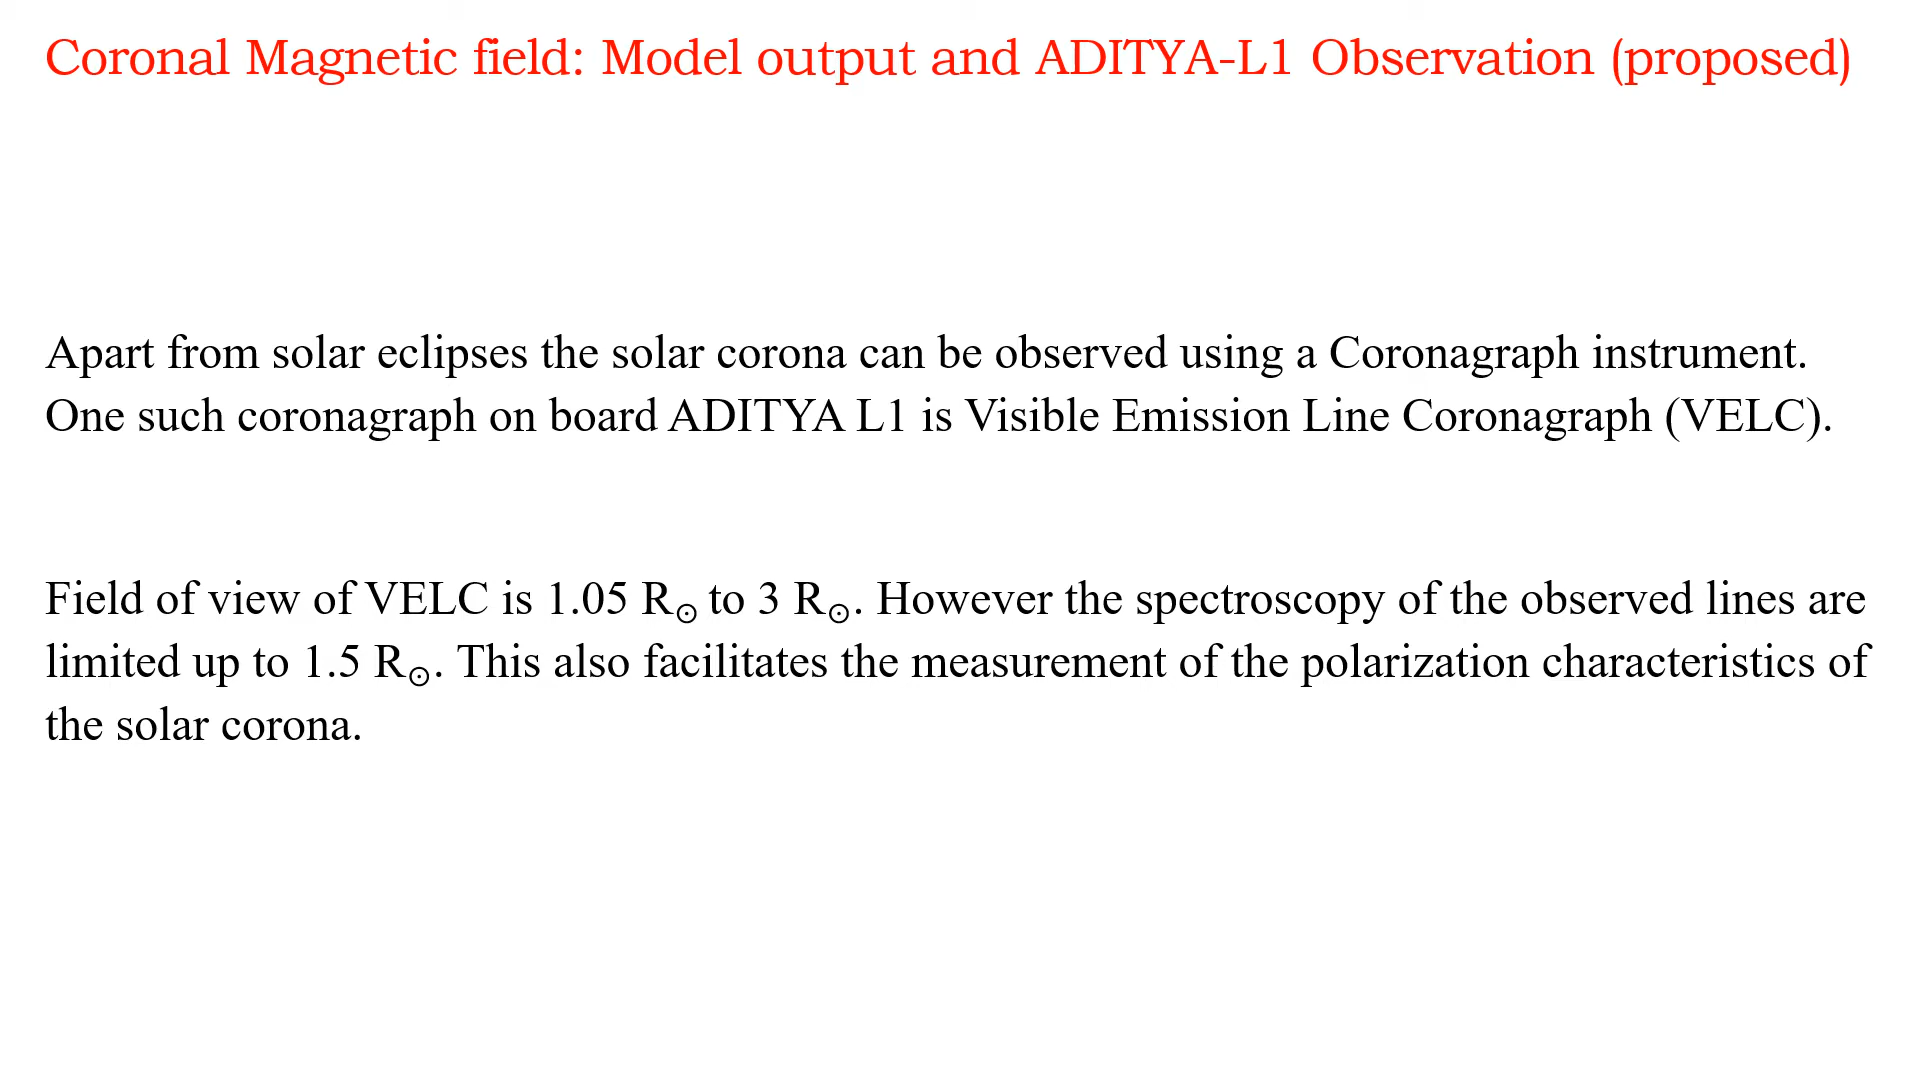 Coronal Magnetic field: Model output and ADITYA-L1 Observation (proposed)
Apart from solar eclipses the solar corona can be observed using a Coronagraph instrument.
One such coronagraph on board ADITYA L1 is Visible Emission Line Coronagraph (VELC).
Field of view of VELC is 1.05 R⊙ to 3 R⊙. However the spectroscopy of the observed lines are
limited up to 1.5 R⊙. This also facilitates the measurement of the polarization characteristics of
the solar corona.